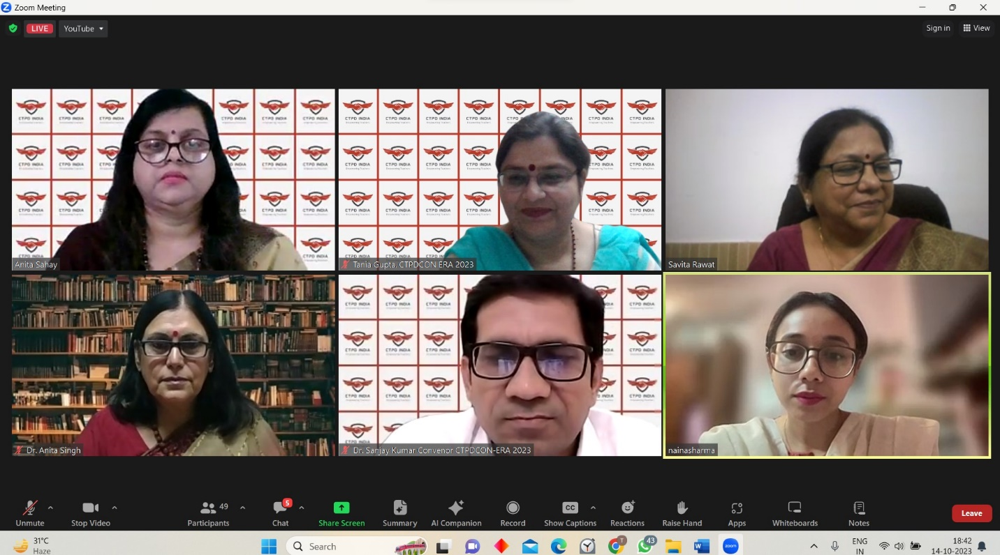 Zoom Meeting
LIVE
YouTube
Sign in
View
CTPD INDIA
Anita Sahay
Tania Gupta, CTPDCON ERA 2023
Savita Rawat
Dr. Anita Singh
Dr. Sanjay Kumar Convenor CTPDCON-ERA 2023
nainasharma
Unmute
Stop Video
49
Participants
5
Chat
Share Screen
Summary
AI Companion
Record
CC
Show Captions
Reactions
Raise Hand
Apps
Whiteboards
Notes
Leave
31°C
Haze
Search
T
43
W
zoom
ENG
IN
18:42
14-10-2023